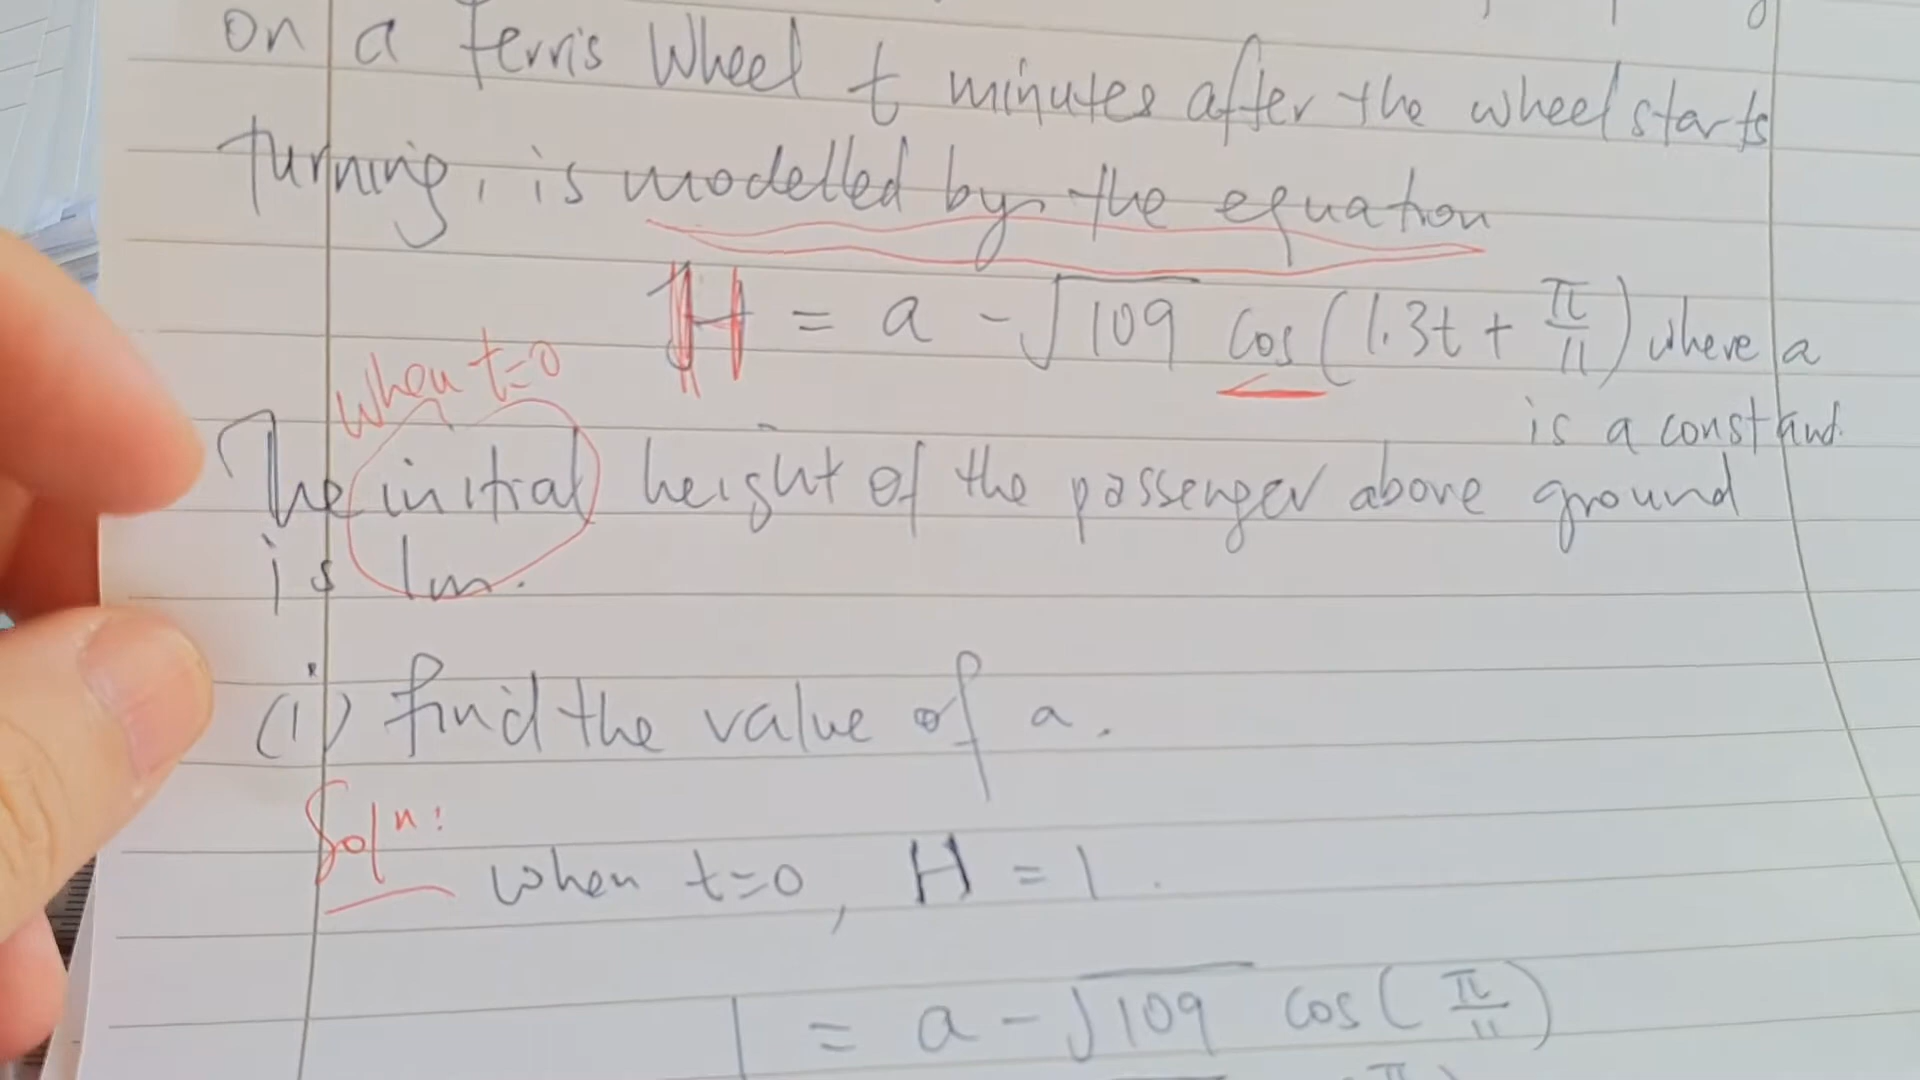 on a ferris Wheel t minutes after the wheel starts
turning, is modelled by the equation
H = a - √109 cos (1.3t + π/11) where a
is a constant.
when t=0
The initial height of the passenger above ground
is 1m.
(i) find the value of a.
Solⁿ:
when t=0, H = 1.
1 = a - √109 cos (π/11)